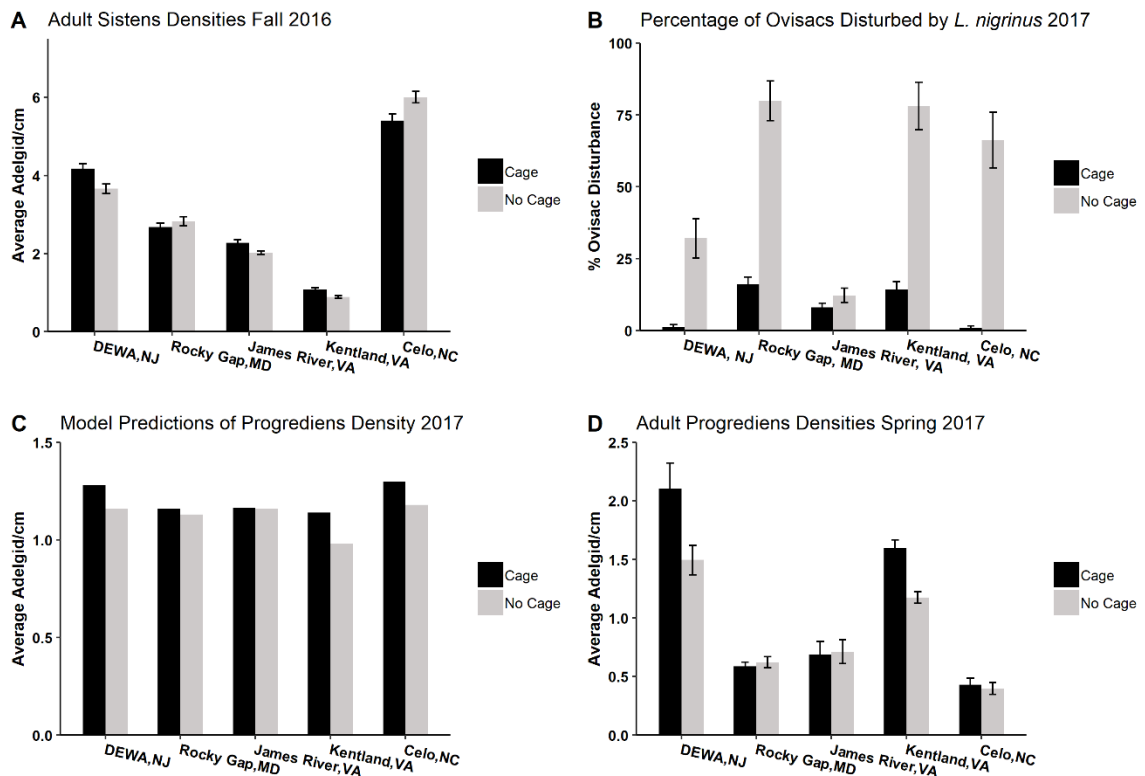 A Adult Sistens Densities Fall 2016
Average Adelgid/cm
6
4
2
0
DEWA,NJ
Rocky Gap,MD
James River,VA
Kentland,VA
Celo,NC
Cage
No Cage
B Percentage of Ovisacs Disturbed by L. nigrinus 2017
% Ovisac Disturbance
100
75
50
25
0
DEWA, NJ
Rocky Gap, MD
James River, VA
Kentland, VA
Celo, NC
Cage
No Cage
C Model Predictions of Progrediens Density 2017
Average Adelgid/cm
1.5
1.0
0.5
0.0
DEWA,NJ
Rocky Gap,MD
James River,VA
Kentland,VA
Celo,NC
Cage
No Cage
D Adult Progrediens Densities Spring 2017
Average Adelgid/cm
2.5
2.0
1.5
1.0
0.5
0.0
DEWA,NJ
Rocky Gap,MD
James River,VA
Kentland,VA
Celo,NC
Cage
No Cage